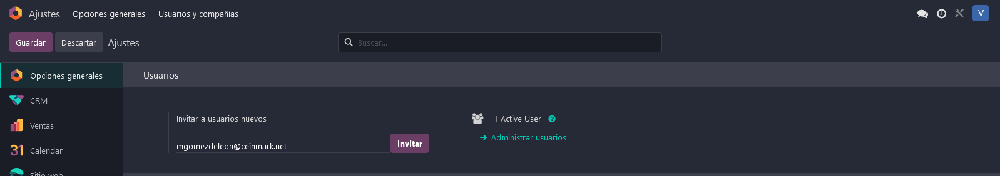 Ajustes Opciones generales Usuarios y compañías V
Guardar Descartar Ajustes Buscar...
Opciones generales
CRM
Ventas
31 Calendar
Sitio web
Usuarios
Invitar a usuarios nuevos
mgomezdeleon@ceinmark.net Invitar
1 Active User ?
Administrar usuarios